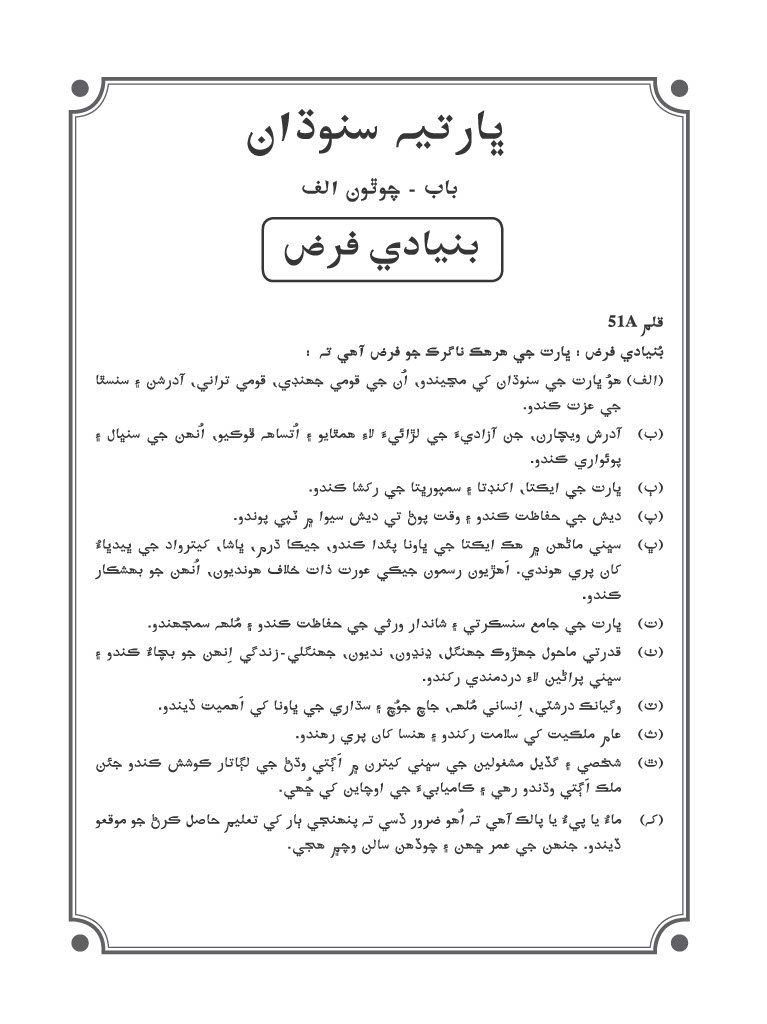 ڀارتيہ سنوڌان
باب - چوٿون الف
بنيادي فرض
قلم 51A
بُنيادي فرض : ڀارت جي هرهڪ ناگرڪ جو فرض آهي تہ :
(الف) هوُ ڀارت جي سنوڌان کي مڃيندو، اُن جي قومي جهنڊي، قومي تراني، آدرشن ۽ سنسٿا
جي عزت ڪندو.
(ب) آدرش ويچارن، جن آزاديءَ جي لڙائيءَ لاءِ همٿايو ۽ اُتساهہ ڦوڪيو، اُنهن جي سنڀال ۽
پوئواري ڪندو.
(ٻ) ڀارت جي ايڪتا، اکنڊتا ۽ سمپورڻتا جي رکشا ڪندو.
(پ) ديش جي حفاظت ڪندو ۽ وقت پوڻ تي ديش سيوا ۾ ٽپي پوندو.
(ڀ) سڀني ماڻهن ۾ هڪ ايڪتا جي ڀاونا پئدا ڪندو، جيڪا ڌرم، ڀاشا، کيترواد جي ڀيدڀاءُ
کان پري هوندي. اَهڙيون رسمون جيڪي عورت ذات خلاف هونديون، اُنهن جو بهشڪار
ڪندو.
(ت) ڀارت جي جامع سنسڪرتي ۽ شاندار ورثي جي حفاظت ڪندو ۽ مُلهہ سمجهندو.
(ٺ) قدرتي ماحول جهڙوڪ جهنگل، ڍنڍون، نديون، جهنگلي-زندگي اِنهن جو بچاءُ ڪندو ۽
سڀني پراڻين لاءِ دردمندي رکندو.
(ٽ) وگيانڪ درشٽي، اِنساني مُلهہ، جاچ جوُچ ۽ سڌاري جي ڀاونا کي اَهميت ڏيندو.
(ث) عام ملڪيت کي سلامت رکندو ۽ هنسا کان پري رهندو.
(ٿ) شخصي ۽ گڏيل مشغولين جي سڀني کيترن ۾ اَڳتي وڌڻ جي لڳاتار ڪوشش ڪندو جئن
ملڪ اَڳتي وڌندو رهي ۽ ڪاميابيءَ جي اوچاين کي ڇُهي.
(کہ) ماءُ يا پيءُ يا پالڪ آهي تہ اُهو ضرور ڏسي تہ پنهنجي ٻار کي تعليم حاصل ڪرڻ جو موقعو
ڏيندو. جنهن جي عمر ڇهن ۽ چوڏهن سالن وچ۾ هجي.